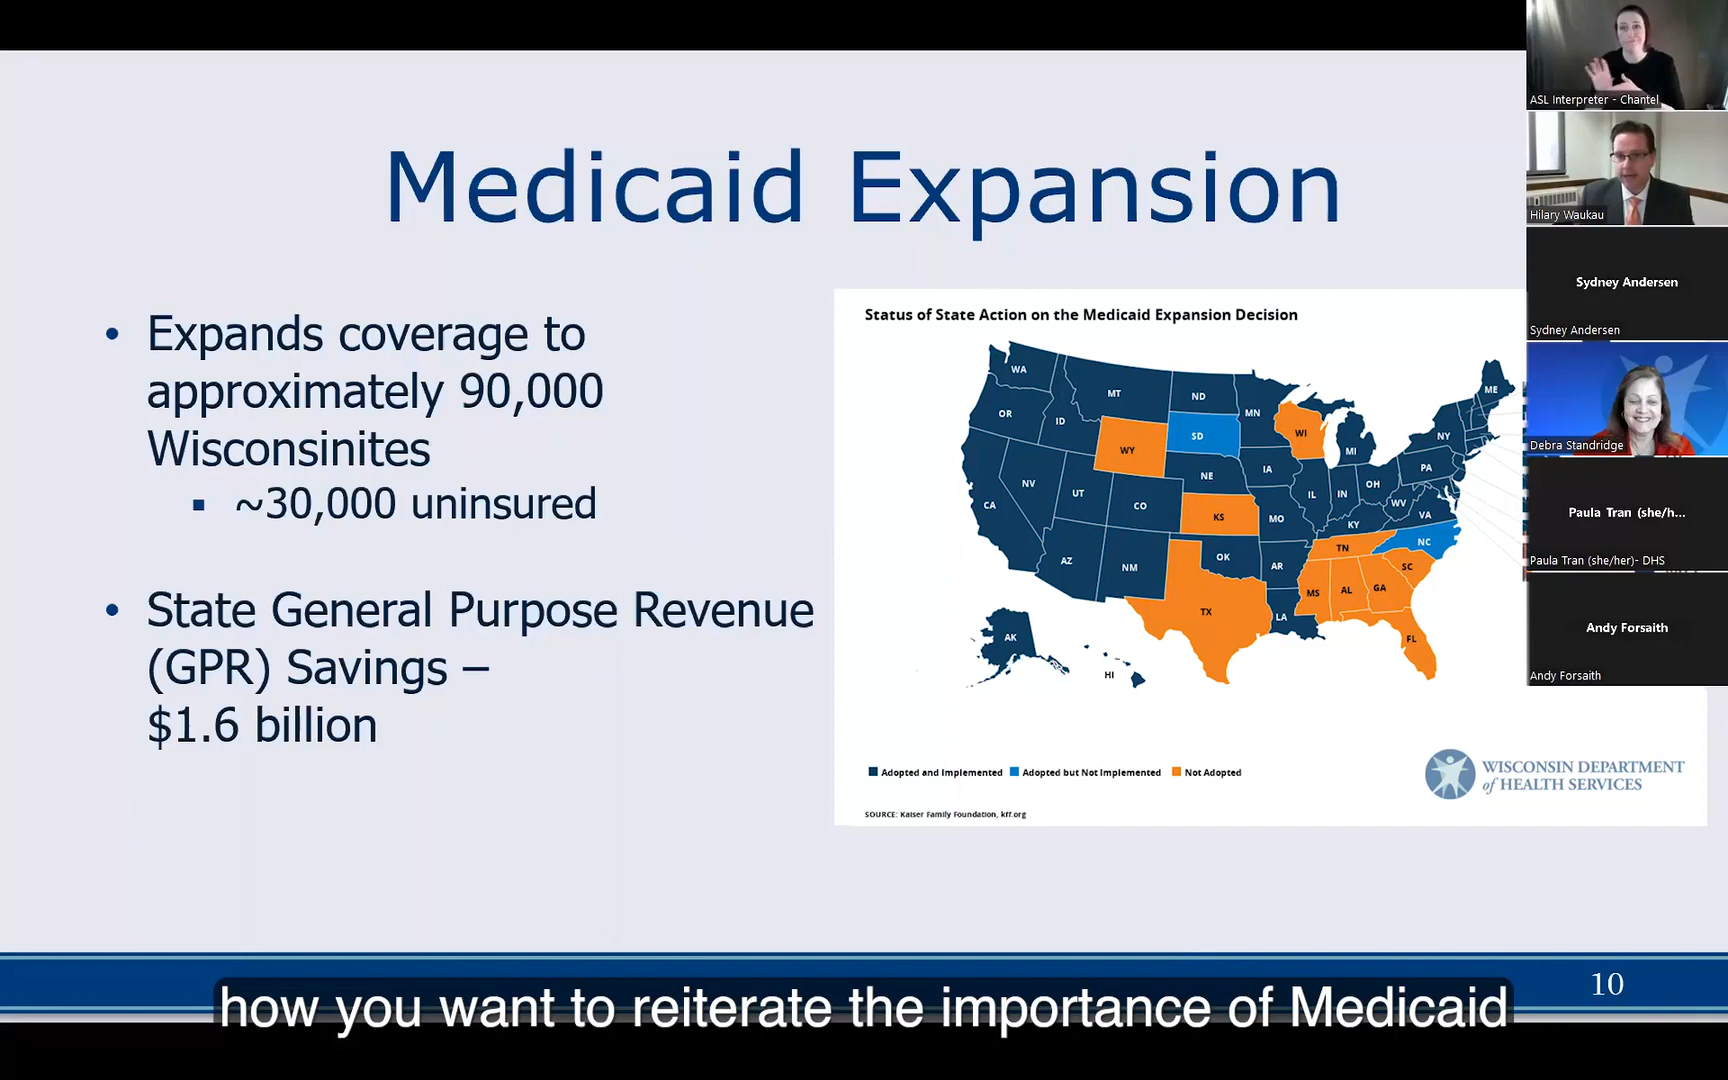 Medicaid Expansion
• Expands coverage to
approximately 90,000
Wisconsinites
▪ ~30,000 uninsured
• State General Purpose Revenue
(GPR) Savings –
$1.6 billion
Status of State Action on the Medicaid Expansion Decision
WA
MT
ND
MN
ME
OR
ID
WY
SD
WI
MI
NY
NV
UT
NE
IA
PA
CA
CO
KS
MO
IL
IN
OH
WV
VA
KY
AZ
NM
OK
AR
TN
NC
SC
TX
LA
MS
AL
GA
FL
AK
HI
Adopted and Implemented
Adopted but Not Implemented
Not Adopted
SOURCE: Kaiser Family Foundation, kff.org
WISCONSIN DEPARTMENT
of HEALTH SERVICES
ASL Interpreter - Chantel
Hilary Waukau
Sydney Andersen
Sydney Andersen
Debra Standridge
Paula Tran (she/h...
Paula Tran (she/her)- DHS
Andy Forsaith
Andy Forsaith
10
how you want to reiterate the importance of Medicaid